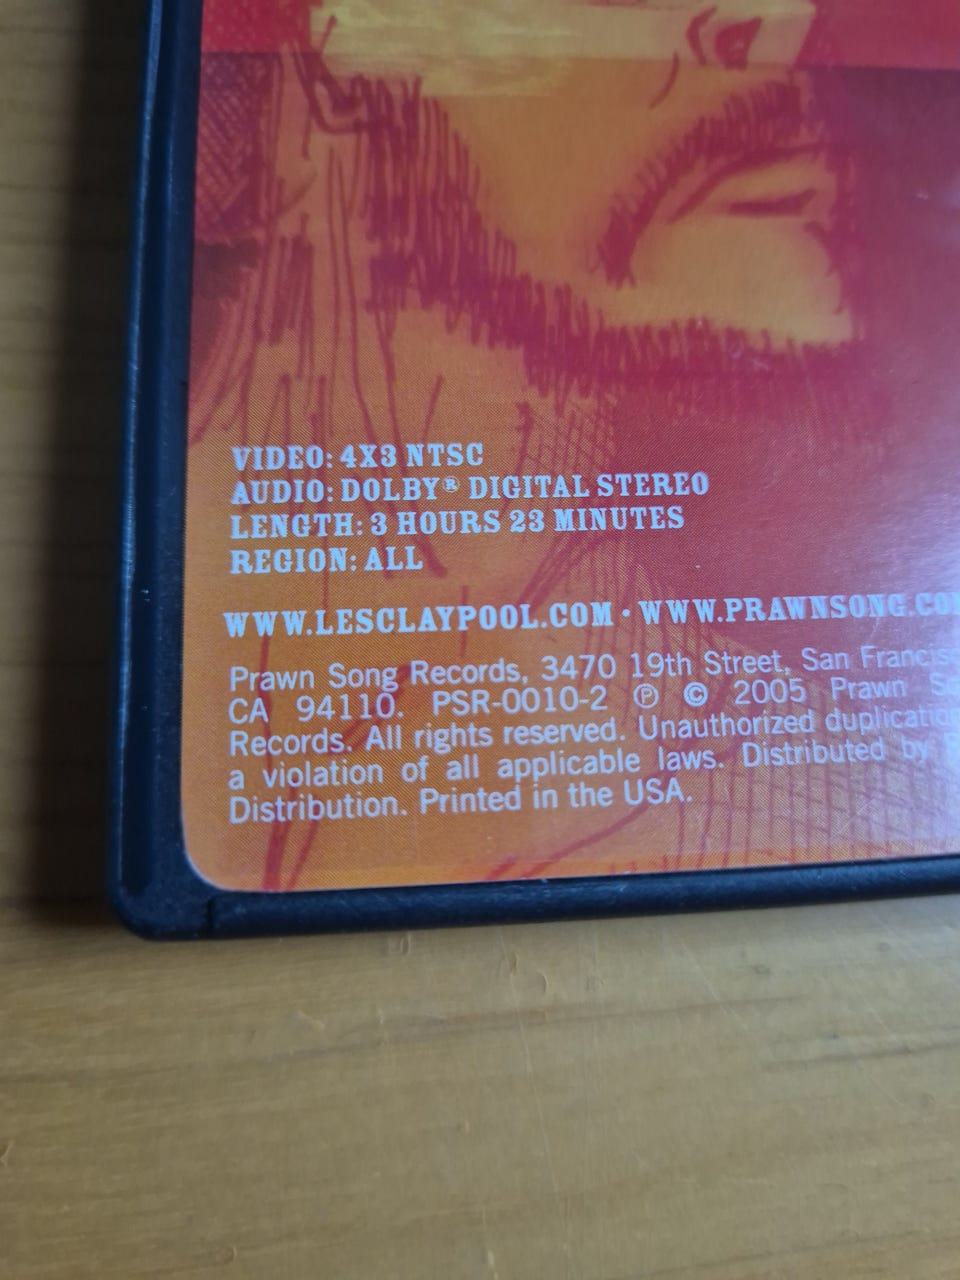 VIDEO: 4X3 NTSC
AUDIO: DOLBY® DIGITAL STEREO
LENGTH: 3 HOURS 23 MINUTES
REGION: ALL
WWW.LESCLAYPOOL.COM • WWW.PRAWNSONG.CO
Prawn Song Records, 3470 19th Street, San Francis
CA 94110. PSR-0010-2 ℗ © 2005 Prawn S
Records. All rights reserved. Unauthorized duplicatio
a violation of all applicable laws. Distributed by
Distribution. Printed in the USA.